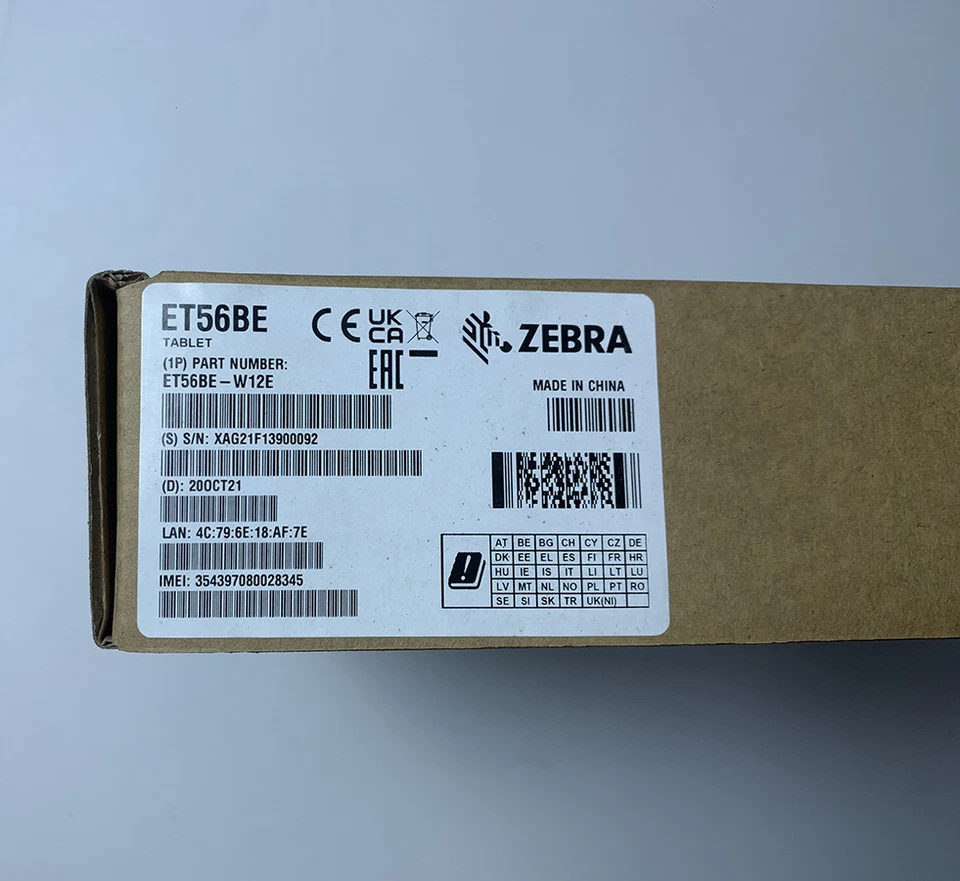 ET56BE
TABLET
(1P) PART NUMBER:
ET56BE-W12E
(S) S/N: XAG21F13900092
(D): 20OCT21
LAN: 4C:79:6E:18:AF:7E
IMEI: 354397080028345
CE UK CA
EAC
ZEBRA
MADE IN CHINA
AT BE BG CH CY CZ DE
DK EE EL ES FI FR HR
HU IE IS IT LI LT LU
LV MT NL NO PL PT RO
SE SI SK TR UK(NI)